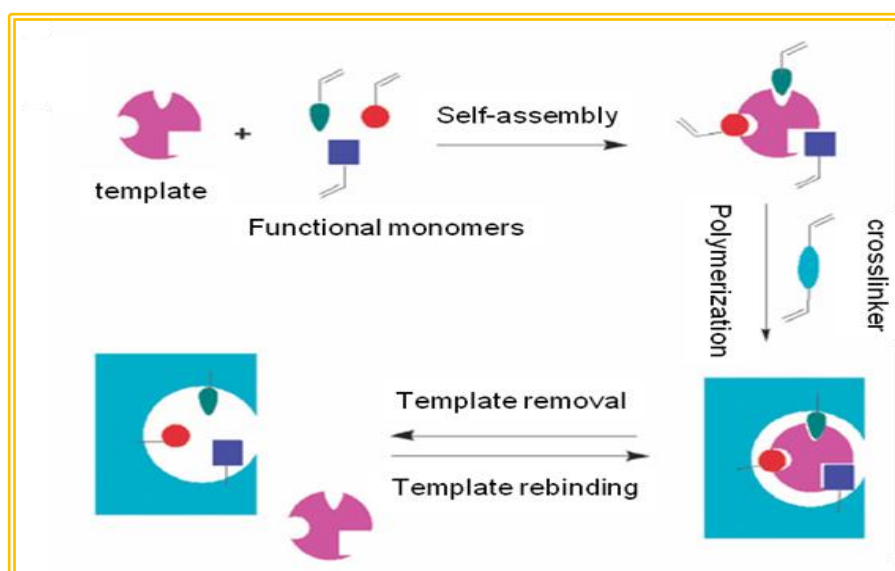 Self-assembly
+
template
Functional monomers
Polymerization
crosslinker
Template removal
Template rebinding